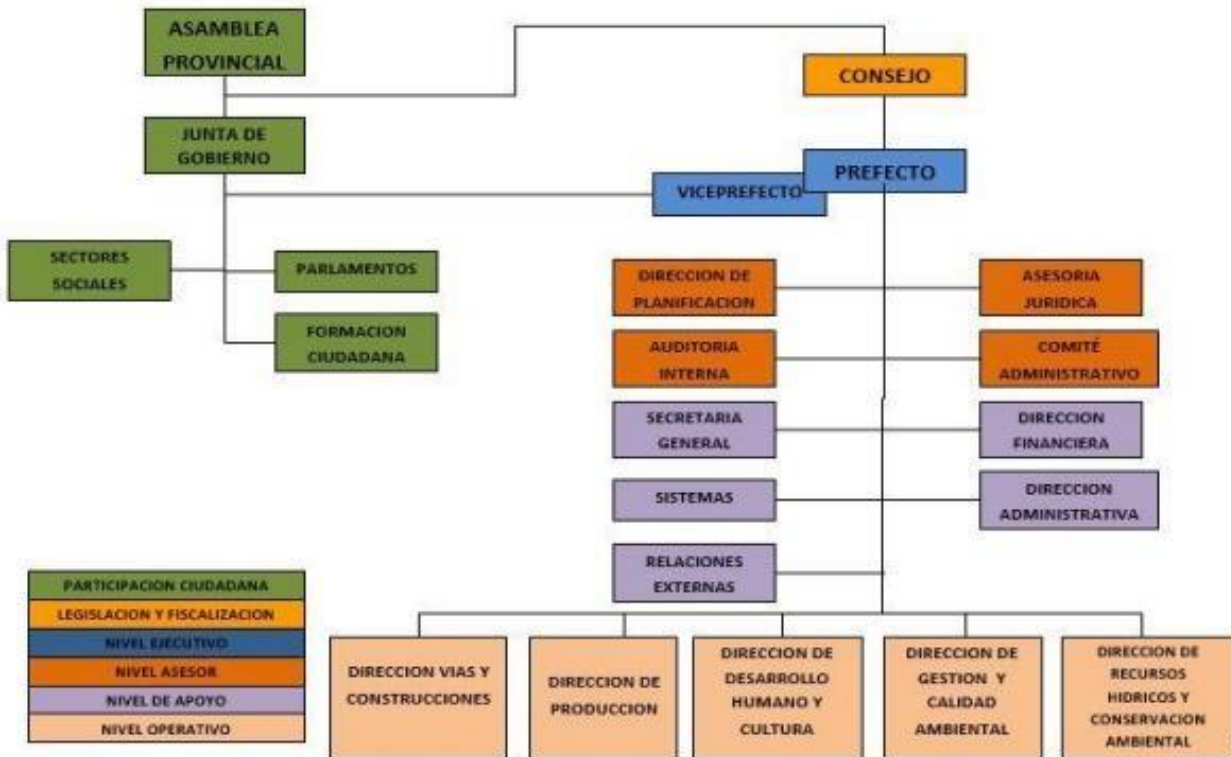 ASAMBLEA
PROVINCIAL
CONSEJO
JUNTA DE
GOBIERNO
PREFECTO
VICEPREFECTO
SECTORES
SOCIALES
PARLAMENTOS
FORMACION
CIUDADANA
DIRECCION DE
PLANIFICACION
ASESORIA
JURIDICA
AUDITORIA
INTERNA
COMITÉ
ADMINISTRATIVO
SECRETARIA
GENERAL
DIRECCION
FINANCIERA
SISTEMAS
DIRECCION
ADMINISTRATIVA
RELACIONES
EXTERNAS
PARTICIPACION CIUDADANA
LEGISLACION Y FISCALIZACION
NIVEL EJECUTIVO
NIVEL ASESOR
NIVEL DE APOYO
NIVEL OPERATIVO
DIRECCION VIAS Y
CONSTRUCCIONES
DIRECCION DE
PRODUCCION
DIRECCION DE
DESARROLLO
HUMANO Y
CULTURA
DIRECCION DE
GESTION Y
CALIDAD
AMBIENTAL
DIRECCION DE
RECURSOS
HIDRICOS Y
CONSERVACION
AMBIENTAL